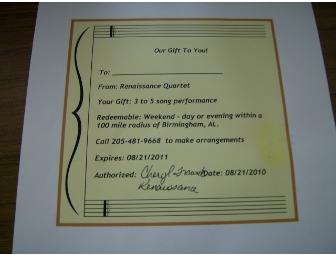 Our Gift To You!
To:
From: Renaissance Quartet
Your Gift: 3 to 5 song performance
Redeemable: Weekend - day or evening within a
100 mile radius of Birmingham, AL.
Call 205-481-9668 to make arrangements
Expires: 08/21/2011
Authorized: Cheryl Date: 08/21/2010
Renaissance